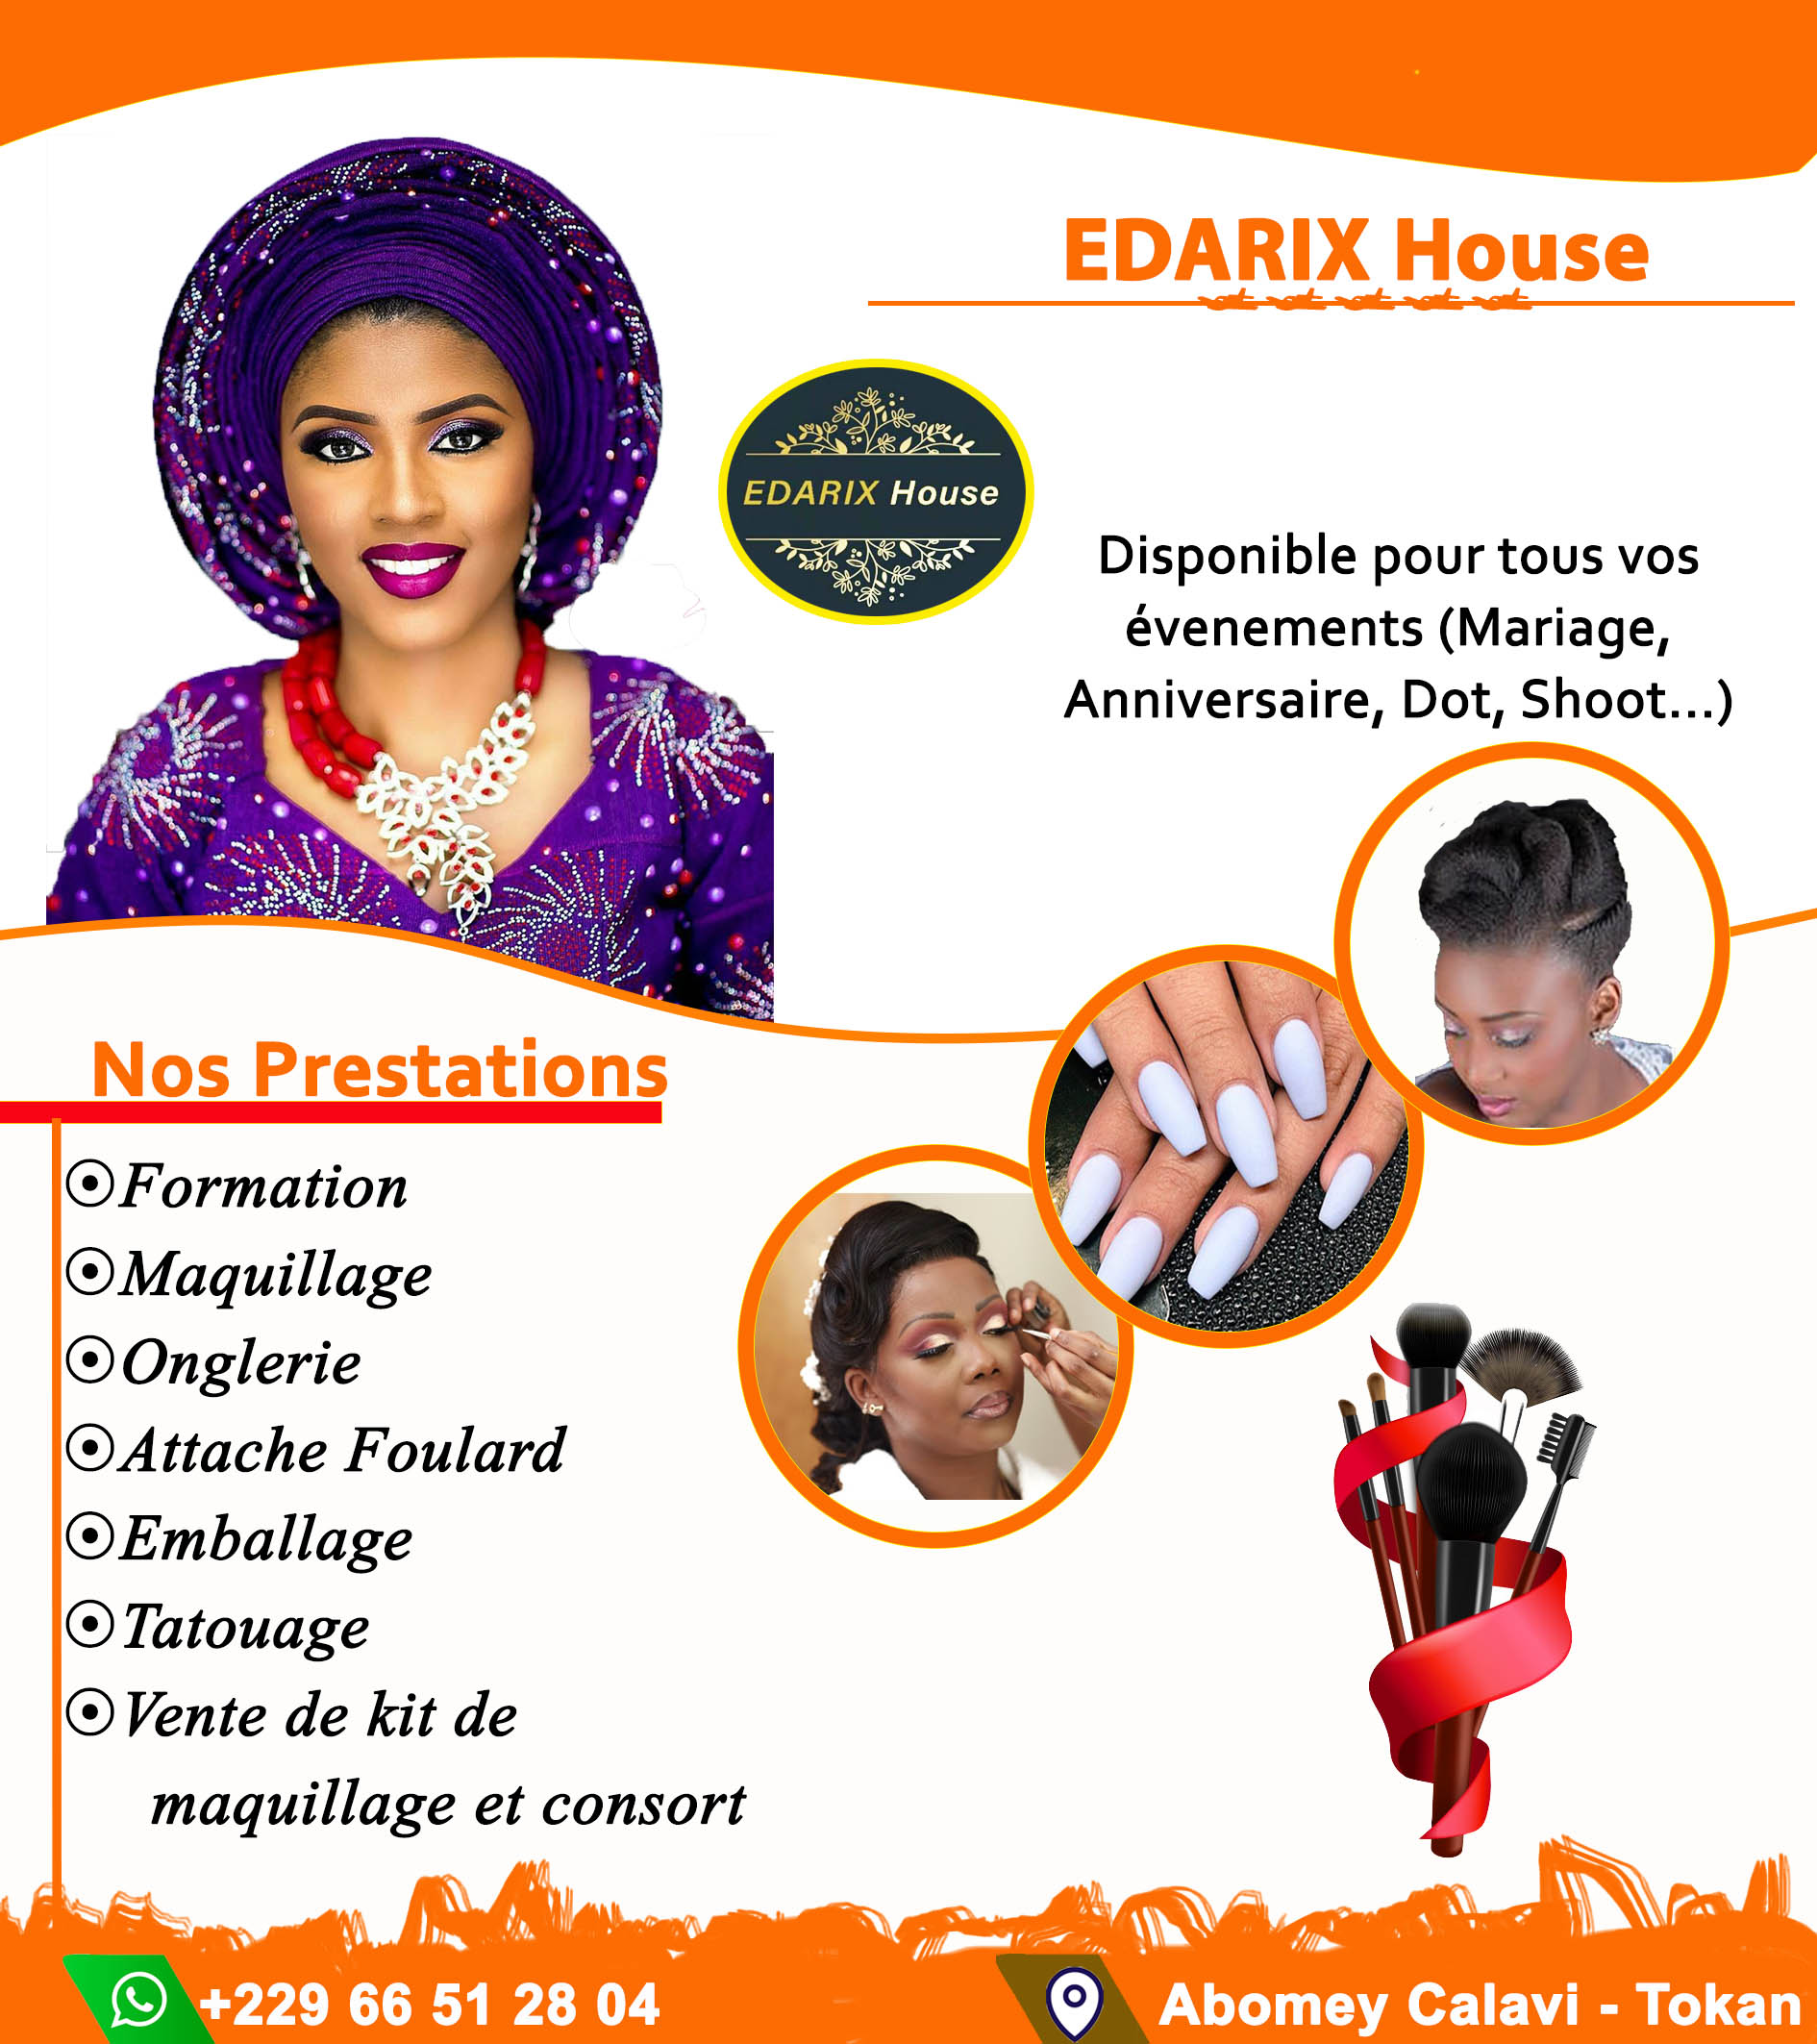 EDARIX House
EDARIX House
Disponible pour tous vos
évenements (Mariage,
Anniversaire, Dot, Shoot...)
Nos Prestations
Formation
Maquillage
Onglerie
Attache Foulard
Emballage
Tatouage
Vente de kit de
maquillage et consort
+229 66 51 28 04
Abomey Calavi - Tokan